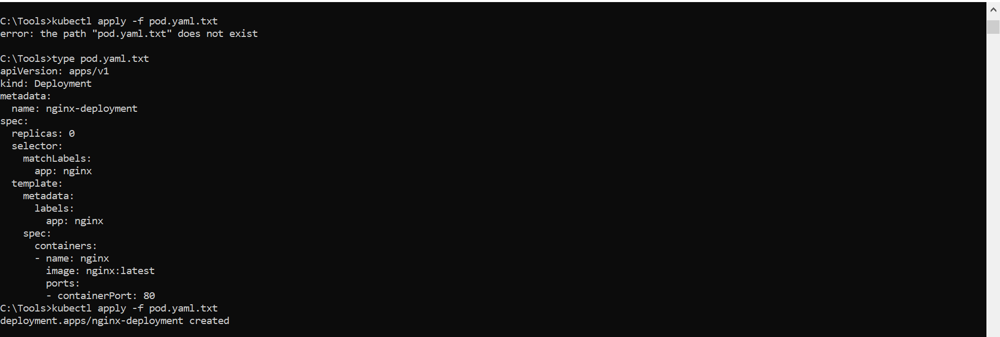 C:\Tools>kubectl apply -f pod.yaml.txt
error: the path "pod.yaml.txt" does not exist

C:\Tools>type pod.yaml.txt
apiVersion: apps/v1
kind: Deployment
metadata:
  name: nginx-deployment
spec:
  replicas: 0
  selector:
    matchLabels:
      app: nginx
  template:
    metadata:
      labels:
        app: nginx
    spec:
      containers:
      - name: nginx
        image: nginx:latest
        ports:
        - containerPort: 80
C:\Tools>kubectl apply -f pod.yaml.txt
deployment.apps/nginx-deployment created